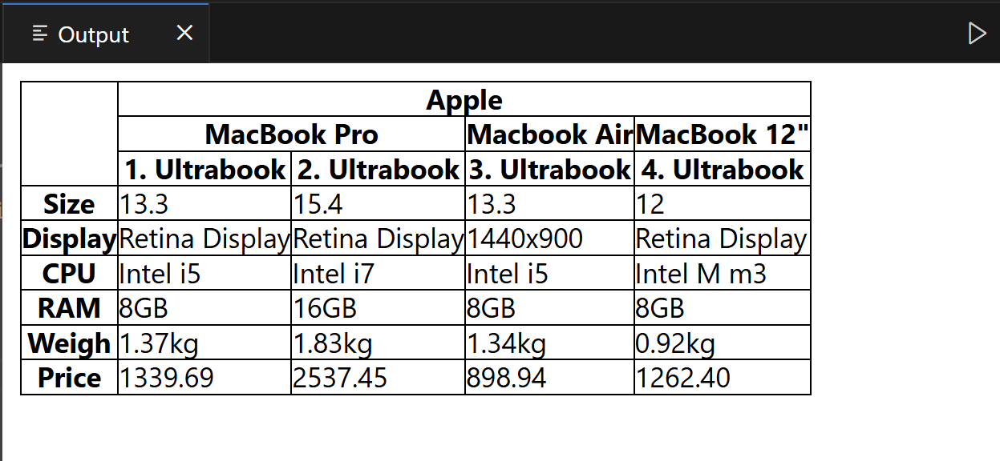 Output
Apple
MacBook Pro Macbook Air MacBook 12"
1. Ultrabook 2. Ultrabook 3. Ultrabook 4. Ultrabook
Size 13.3 15.4 13.3 12
Display Retina Display Retina Display 1440x900 Retina Display
CPU Intel i5 Intel i7 Intel i5 Intel M m3
RAM 8GB 16GB 8GB 8GB
Weigh 1.37kg 1.83kg 1.34kg 0.92kg
Price 1339.69 2537.45 898.94 1262.40